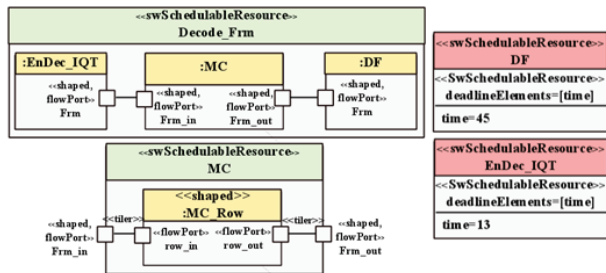 <<swSchedulableResource>>
Decode_Frm
:EnDec_IQT
:MC
:DF
<<shaped,
flowPort>>
Frm
<<shaped,
flowPort>>
Frm_in
<<shaped,
flowPort>>
Frm_out
<<shaped,
flowPort>>
Frm
<<swSchedulableResource>>
MC
<<shaped>>
:MC_Row
<<tiler>>
<<tiler>>
<<shaped,
flowPort>>
Frm_in
<<flowPort>>
row_in
<<flowPort>>
row_out
<<shaped,
flowPort>>
Frm_out
<<swSchedulableResource>>
DF
<<SwSchedulableResource>>
deadlineElements=[time]
time=45
<<swSchedulableResource>>
EnDec_IQT
<<SwSchedulableResource>>
deadlineElements=[time]
time=13